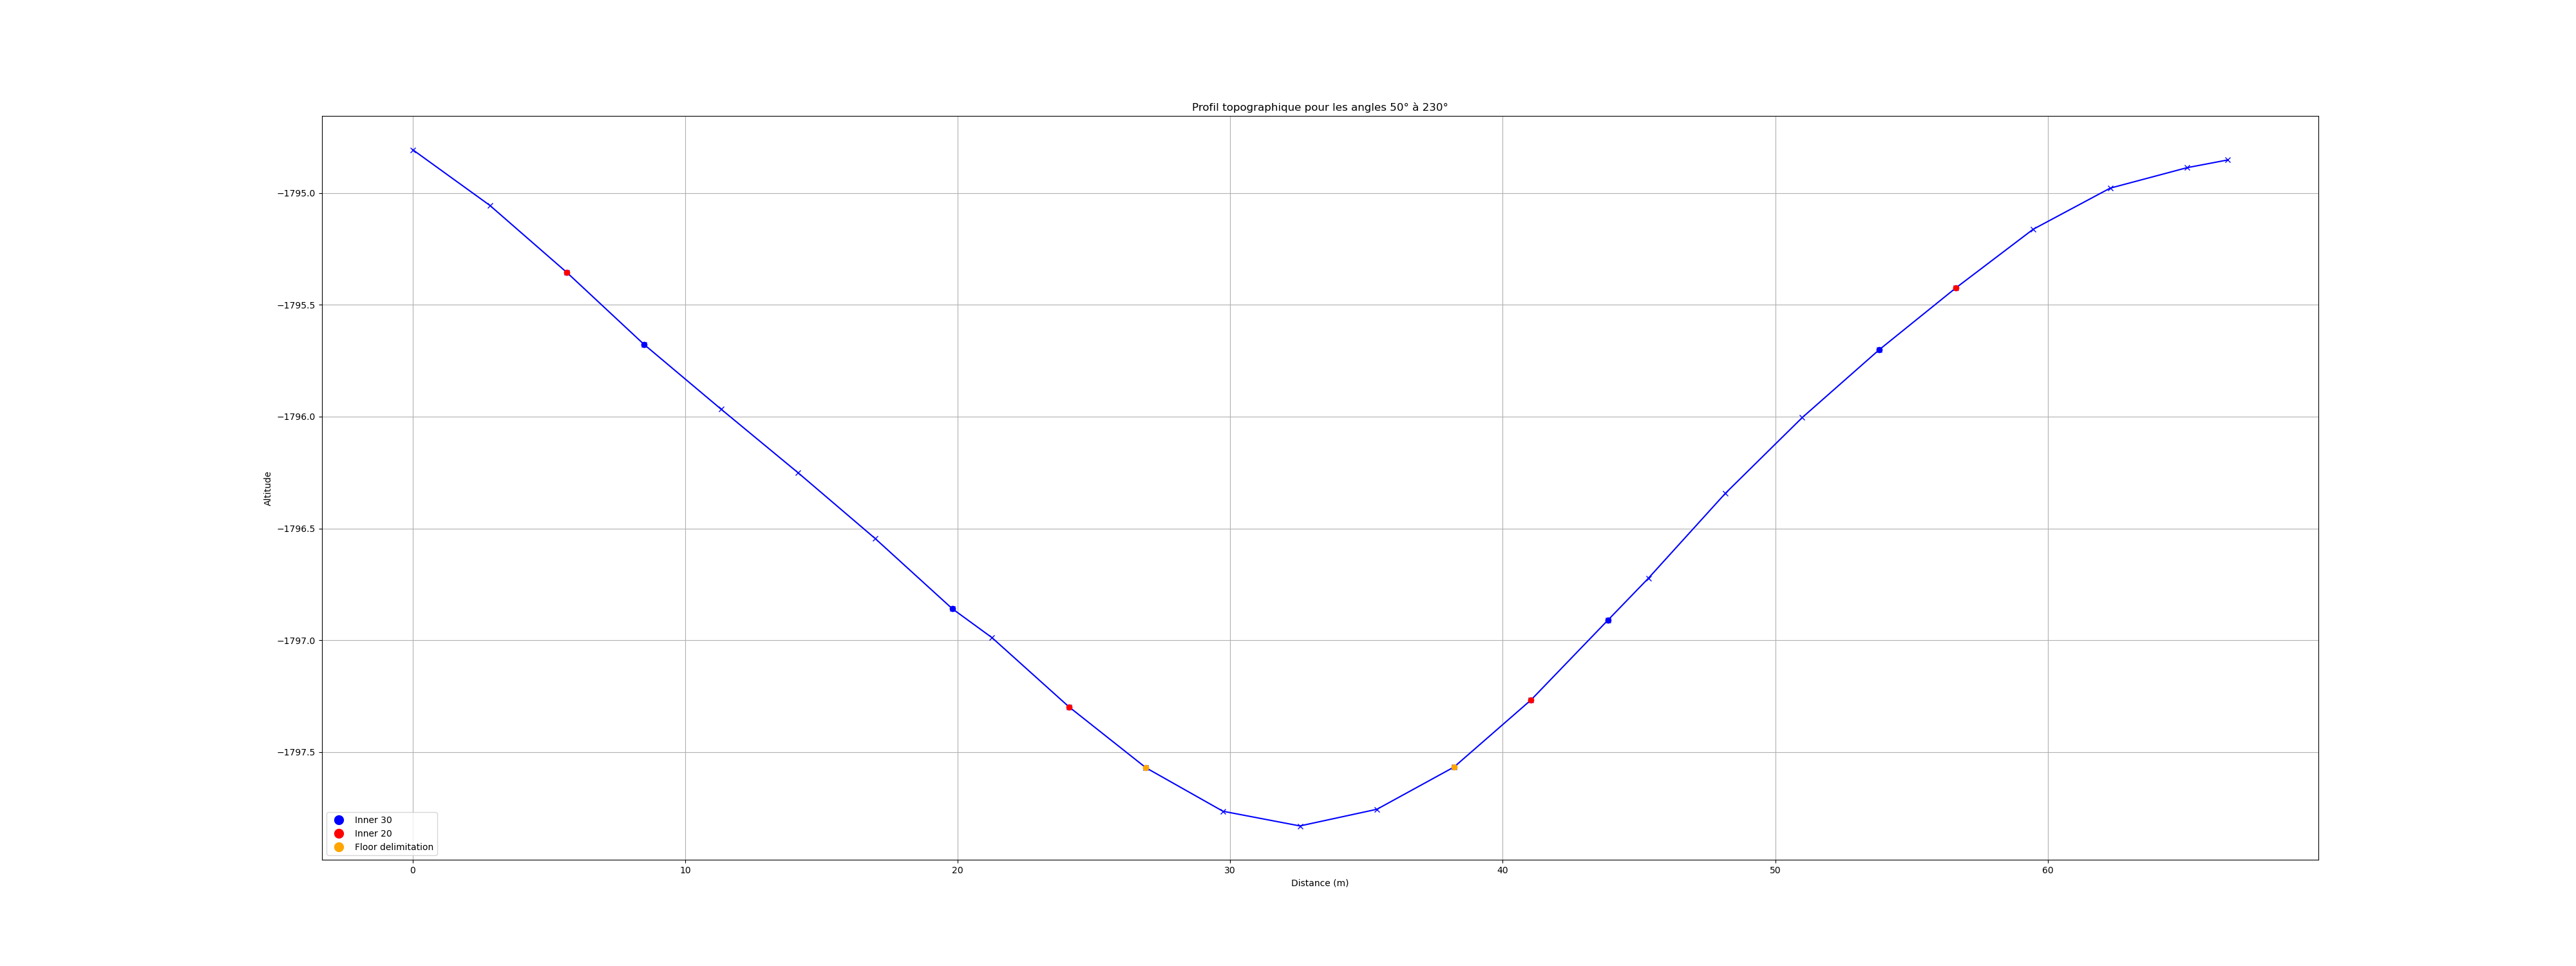 Profil topographique pour les angles 50° à 230°
Altitude
−1795.0
−1795.5
−1796.0
−1796.5
−1797.0
−1797.5
Inner 30
Inner 20
Floor delimitation
0 10 20 30 40 50 60
Distance (m)